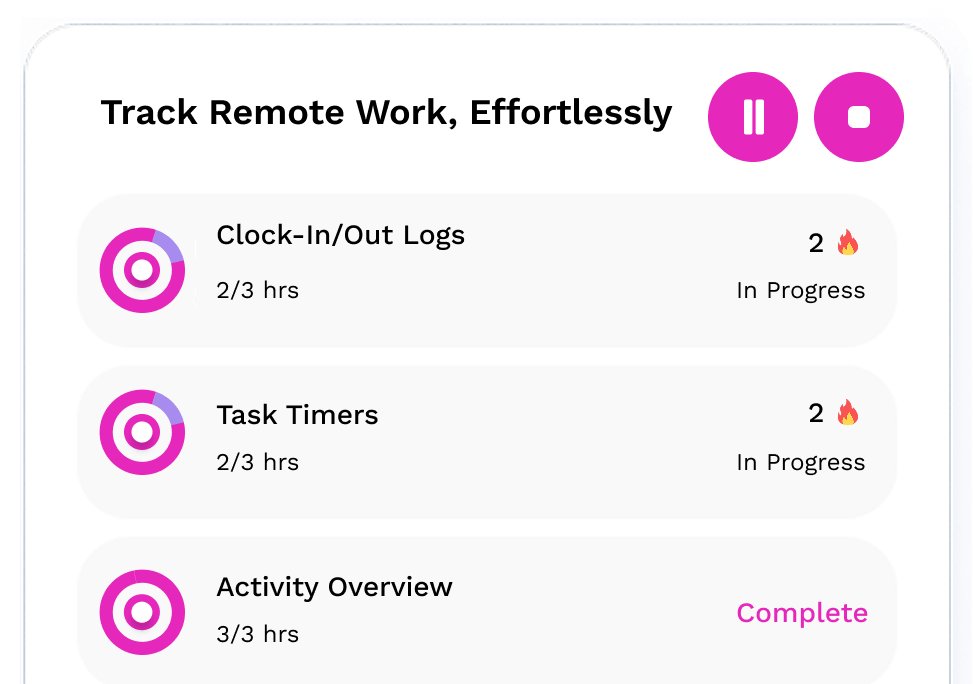 Track Remote Work, Effortlessly
Clock-In/Out Logs
2 🔥
2/3 hrs
In Progress
Task Timers
2 🔥
2/3 hrs
In Progress
Activity Overview
Complete
3/3 hrs